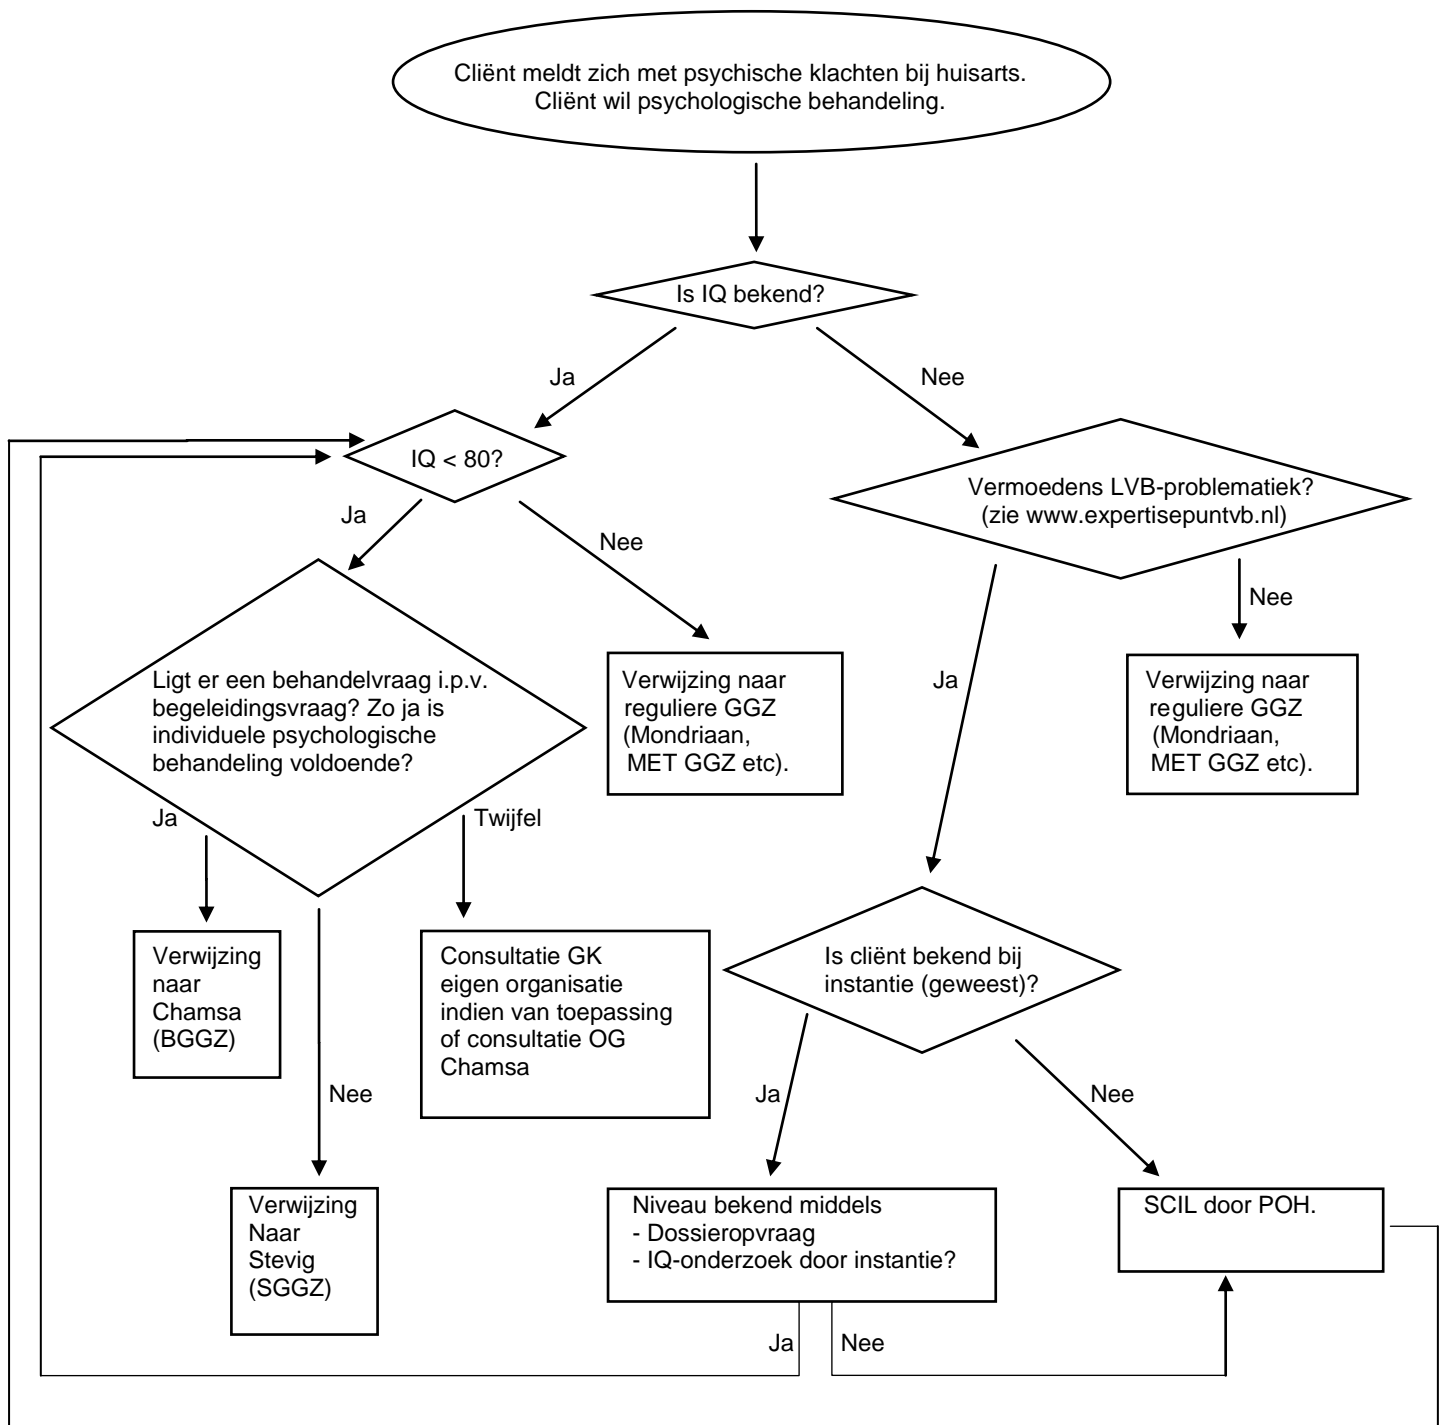 Cliënt meldt zich met psychische klachten bij huisarts.
Cliënt wil psychologische behandeling.
Is IQ bekend?
Ja
Nee
IQ < 80?
Vermoedens LVB-problematiek?
(zie www.expertisepuntvb.nl)
Ja
Nee
Nee
Ja
Ligt er een behandelvraag i.p.v.
begeleidingsvraag? Zo ja is
individuele psychologische
behandeling voldoende?
Verwijzing naar
reguliere GGZ
(Mondriaan,
MET GGZ etc).
Verwijzing naar
reguliere GGZ
(Mondriaan,
MET GGZ etc).
Ja
Twijfel
Nee
Verwijzing
naar
Chamsa
(BGGZ)
Consultatie GK
eigen organisatie
indien van toepassing
of consultatie OG
Chamsa
Is cliënt bekend bij
instantie (geweest)?
Ja
Nee
Verwijzing
Naar
Stevig
(SGGZ)
Niveau bekend middels
- Dossieropvraag
- IQ-onderzoek door instantie?
SCIL door POH.
Ja
Nee